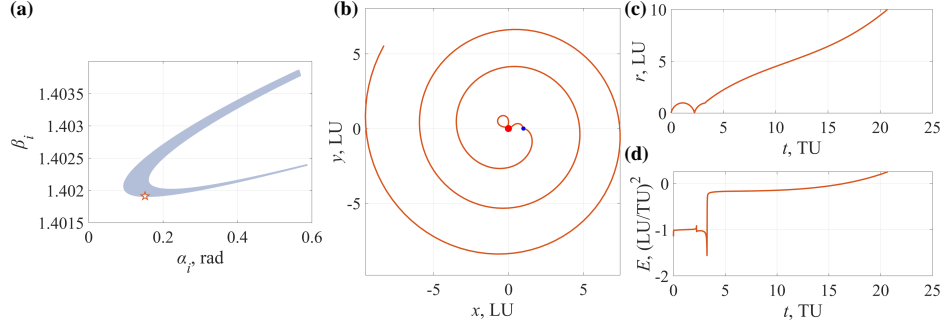 (a)
1.4035
1.403
1.4025
1.402
1.4015
β_i
0
0.2
0.4
0.6
α_i, rad
(b)
5
0
-5
y, LU
-5
0
5
x, LU
(c)
10
5
0
r, LU
0
5
10
15
20
25
t, TU
(d)
0
-1
-2
E, (LU/TU)^2
0
5
10
15
20
25
t, TU